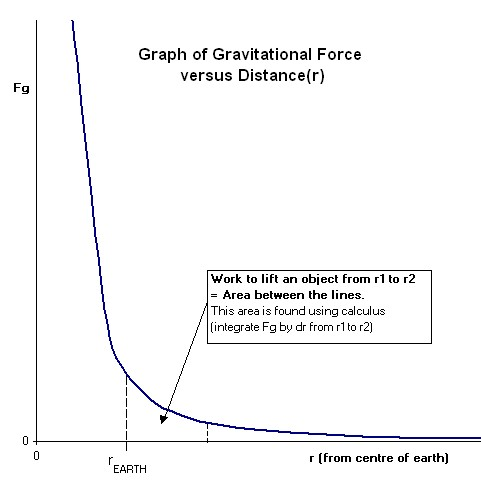 Graph of Gravitational Force
versus Distance(r)
Fg
Work to lift an object from r1 to r2
= Area between the lines.
This area is found using calculus
(integrate Fg by dr from r1 to r2)
0
0
r EARTH
r (from centre of earth)